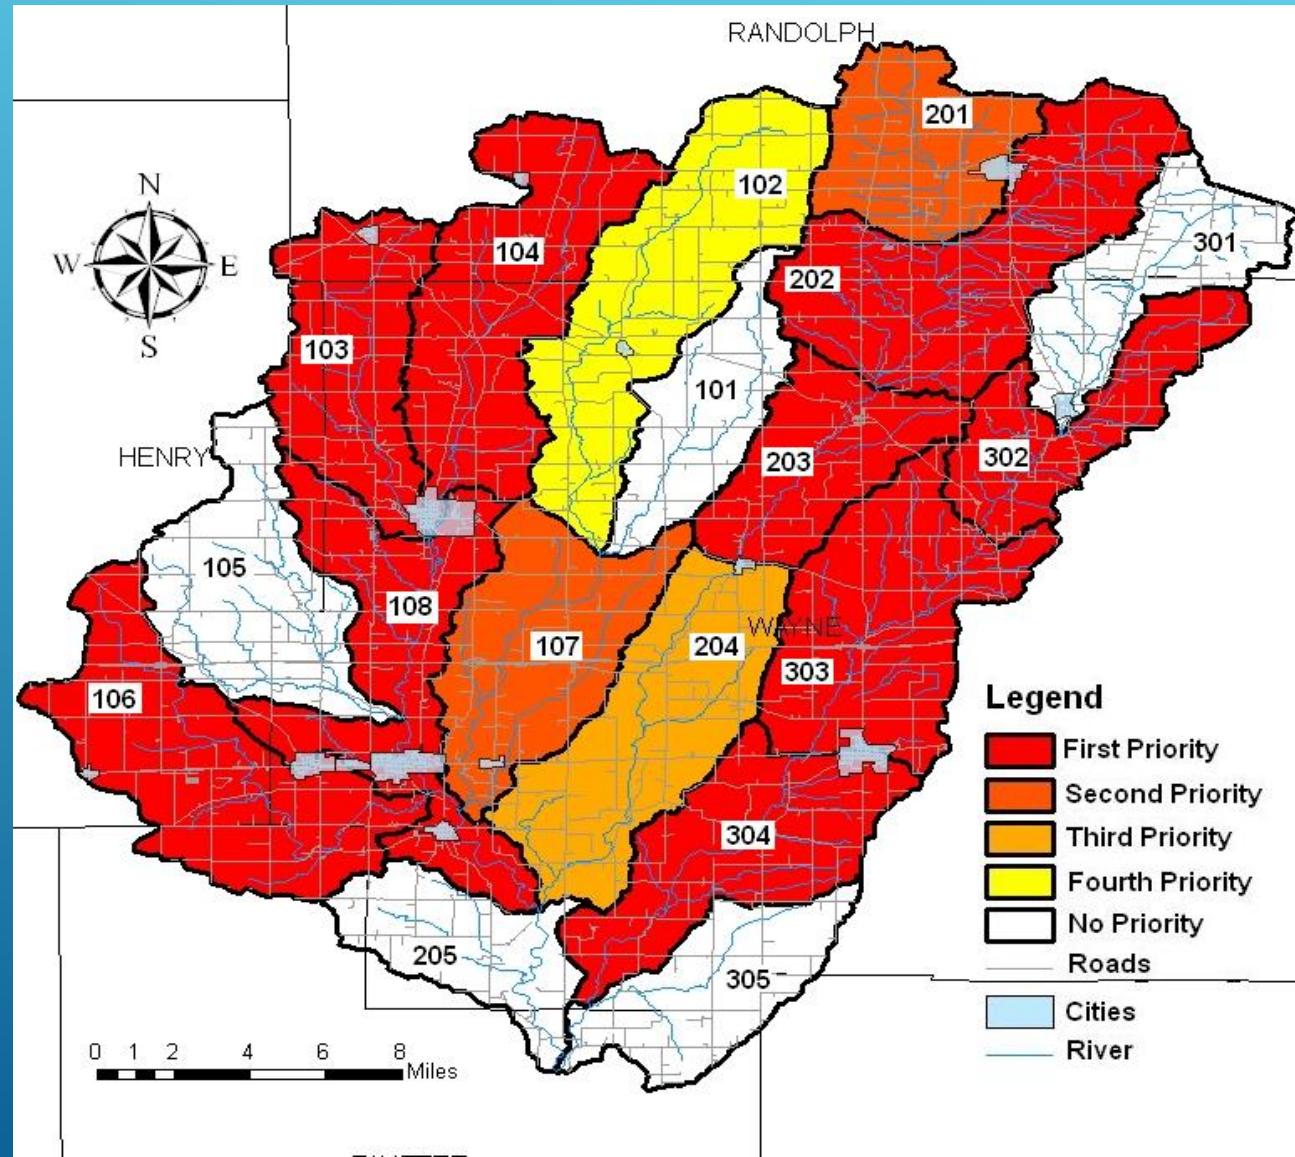 RANDOLPH
201
N
102
104
301
W
E
202
S
103
101
HENRY
203
302
105
108
WAYNE
107
204
303
106
Legend
First Priority
Second Priority
304
Third Priority
Fourth Priority
No Priority
205
305
Roads
Cities
River
0 1 2 4 6 8
Miles